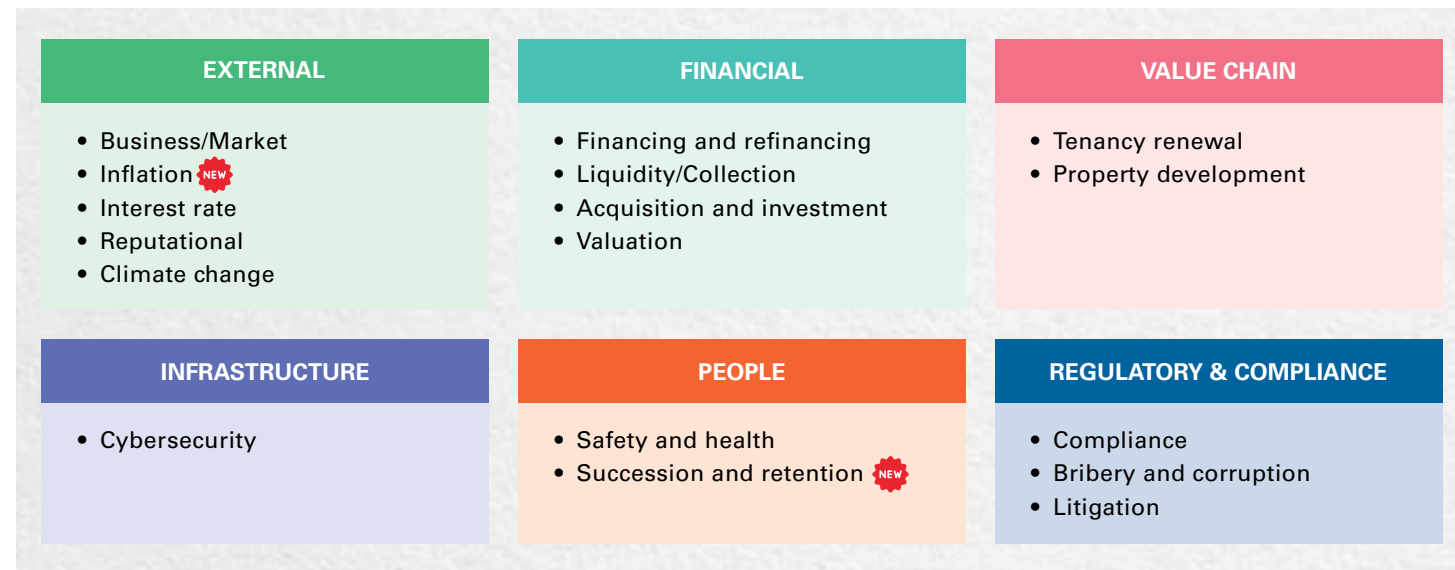 EXTERNAL
• Business/Market
• Inflation NEW
• Interest rate
• Reputational
• Climate change
FINANCIAL
• Financing and refinancing
• Liquidity/Collection
• Acquisition and investment
• Valuation
VALUE CHAIN
• Tenancy renewal
• Property development
INFRASTRUCTURE
• Cybersecurity
PEOPLE
• Safety and health
• Succession and retention NEW
REGULATORY & COMPLIANCE
• Compliance
• Bribery and corruption
• Litigation